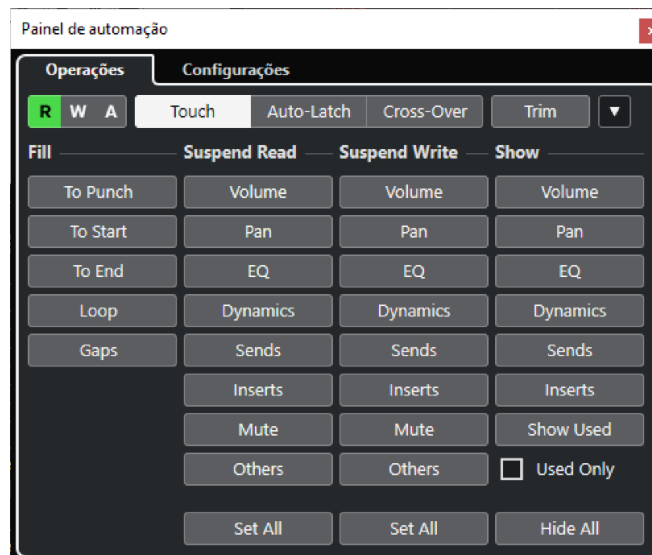 Painel de automação
Operações Configurações
R W A Touch Auto-Latch Cross-Over Trim
Fill Suspend Read Suspend Write Show
To Punch Volume Volume Volume
To Start Pan Pan Pan
To End EQ EQ EQ
Loop Dynamics Dynamics Dynamics
Gaps Sends Sends Sends
Inserts Inserts Inserts
Mute Mute Show Used
Others Others Used Only
Set All Set All Hide All